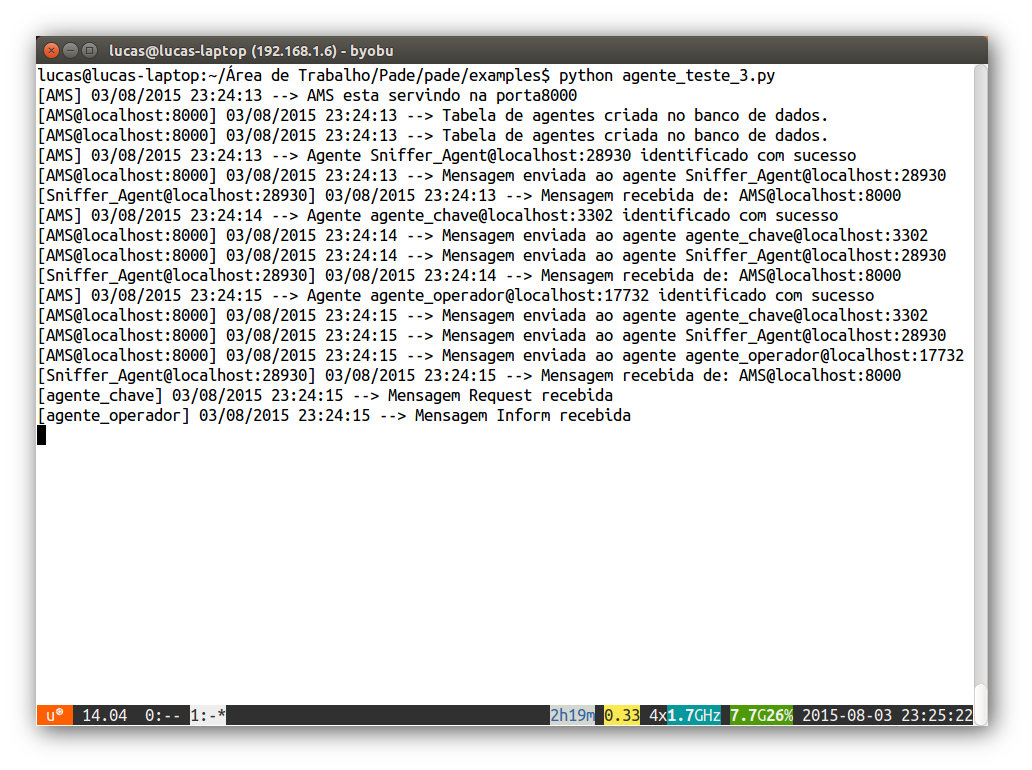 lucas@lucas-laptop (192.168.1.6) - byobu
lucas@lucas-laptop:~/Área de Trabalho/Pade/pade/examples$ python agente_teste_3.py
[AMS] 03/08/2015 23:24:13 --> AMS esta servindo na porta8000
[AMS@localhost:8000] 03/08/2015 23:24:13 --> Tabela de agentes criada no banco de dados.
[AMS@localhost:8000] 03/08/2015 23:24:13 --> Tabela de agentes criada no banco de dados.
[AMS] 03/08/2015 23:24:13 --> Agente Sniffer_Agent@localhost:28930 identificado com sucesso
[AMS@localhost:8000] 03/08/2015 23:24:13 --> Mensagem enviada ao agente Sniffer_Agent@localhost:28930
[Sniffer_Agent@localhost:28930] 03/08/2015 23:24:13 --> Mensagem recebida de: AMS@localhost:8000
[AMS] 03/08/2015 23:24:14 --> Agente agente_chave@localhost:3302 identificado com sucesso
[AMS@localhost:8000] 03/08/2015 23:24:14 --> Mensagem enviada ao agente agente_chave@localhost:3302
[AMS@localhost:8000] 03/08/2015 23:24:14 --> Mensagem enviada ao agente Sniffer_Agent@localhost:28930
[Sniffer_Agent@localhost:28930] 03/08/2015 23:24:14 --> Mensagem recebida de: AMS@localhost:8000
[AMS] 03/08/2015 23:24:15 --> Agente agente_operador@localhost:17732 identificado com sucesso
[AMS@localhost:8000] 03/08/2015 23:24:15 --> Mensagem enviada ao agente agente_chave@localhost:3302
[AMS@localhost:8000] 03/08/2015 23:24:15 --> Mensagem enviada ao agente Sniffer_Agent@localhost:28930
[AMS@localhost:8000] 03/08/2015 23:24:15 --> Mensagem enviada ao agente agente_operador@localhost:17732
[Sniffer_Agent@localhost:28930] 03/08/2015 23:24:15 --> Mensagem recebida de: AMS@localhost:8000
[agente_chave] 03/08/2015 23:24:15 --> Mensagem Request recebida
[agente_operador] 03/08/2015 23:24:15 --> Mensagem Inform recebida
u® 14.04 0:-- 1:-* 2h19m 0.33 4x1.7GHz 7.7G26% 2015-08-03 23:25:22